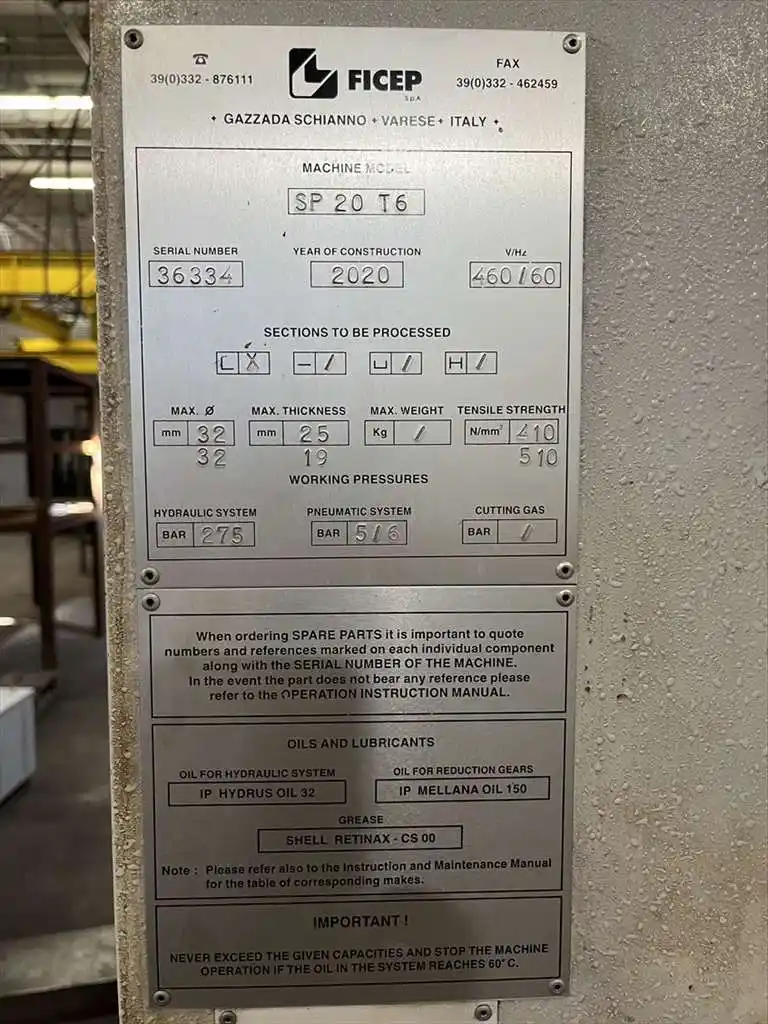 ☎ FICEP FAX
39(0)332 - 876111 S.p.A. 39(0)332 - 462459
• GAZZADA SCHIANNO • VARESE • ITALY •
MACHINE MODEL
SP 20 T6
SERIAL NUMBER YEAR OF CONSTRUCTION V/Hz
36334 2020 460/60
SECTIONS TO BE PROCESSED
L X - / U / H /
MAX. Ø MAX. THICKNESS MAX. WEIGHT TENSILE STRENGTH
mm 32 mm 25 Kg / N/mm² 410
32 19 510
WORKING PRESSURES
HYDRAULIC SYSTEM PNEUMATIC SYSTEM CUTTING GAS
BAR 275 BAR 5/6 BAR /
When ordering SPARE PARTS it is important to quote
numbers and references marked on each individual component
along with the SERIAL NUMBER OF THE MACHINE.
In the event the part does not bear any reference please
refer to the OPERATION INSTRUCTION MANUAL.
OILS AND LUBRICANTS
OIL FOR HYDRAULIC SYSTEM OIL FOR REDUCTION GEARS
IP HYDRUS OIL 32 IP MELLANA OIL 150
GREASE
SHELL RETINAX - CS 00
Note : Please refer also to the Instruction and Maintenance Manual
for the table of corresponding makes.
IMPORTANT !
NEVER EXCEED THE GIVEN CAPACITIES AND STOP THE MACHINE
OPERATION IF THE OIL IN THE SYSTEM REACHES 60° C.